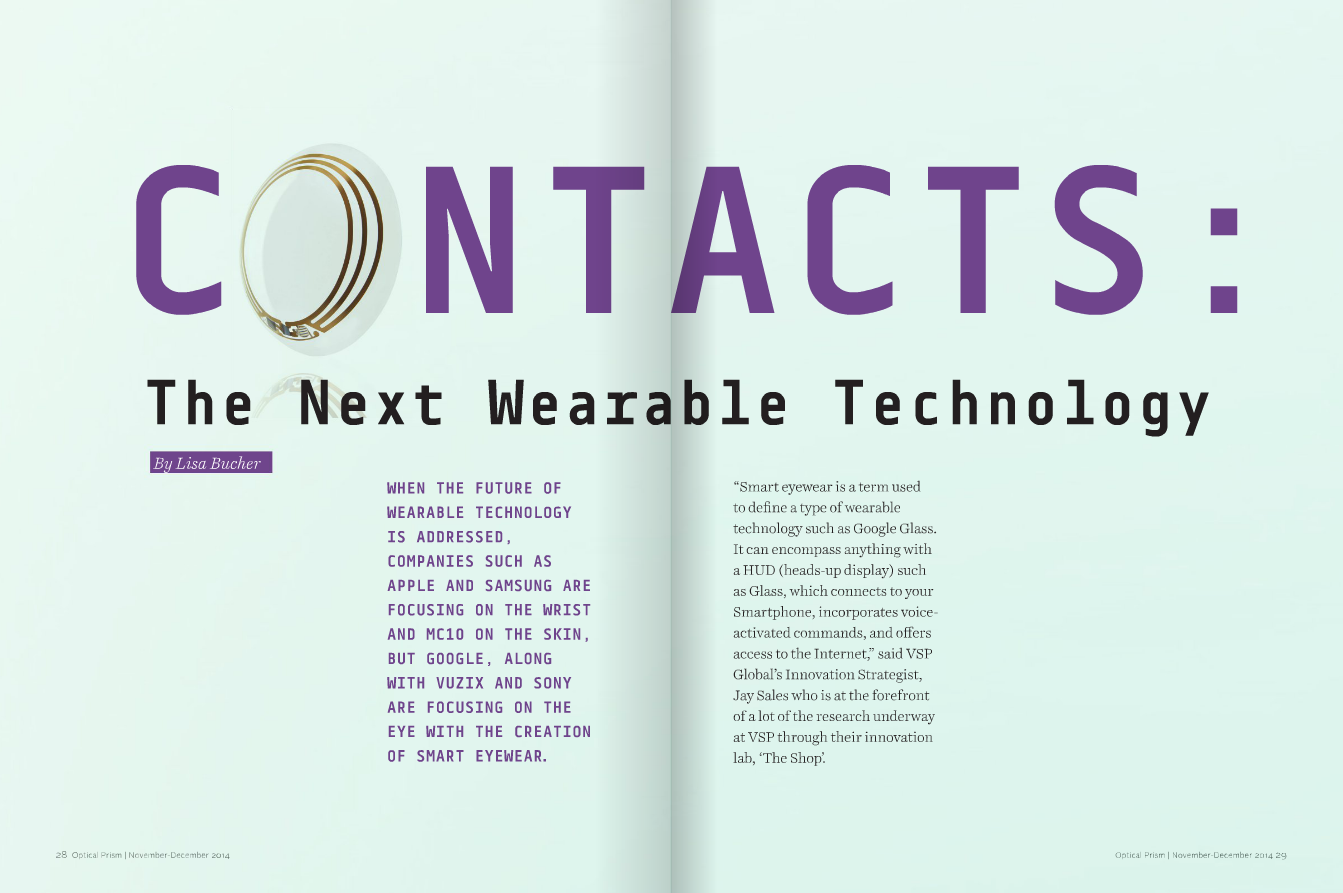 CONTACTS:
The Next Wearable Technology
By Lisa Bucher
WHEN THE FUTURE OF
WEARABLE TECHNOLOGY
IS ADDRESSED,
COMPANIES SUCH AS
APPLE AND SAMSUNG ARE
FOCUSING ON THE WRIST
AND MC10 ON THE SKIN,
BUT GOOGLE, ALONG
WITH VUZIX AND SONY
ARE FOCUSING ON THE
EYE WITH THE CREATION
OF SMART EYEWEAR.
“Smart eyewear is a term used
to define a type of wearable
technology such as Google Glass.
It can encompass anything with
a HUD (heads-up display) such
as Glass, which connects to your
Smartphone, incorporates voice-
activated commands, and offers
access to the Internet,” said VSP
Global’s Innovation Strategist,
Jay Sales who is at the forefront
of a lot of the research underway
at VSP through their innovation
lab, ‘The Shop’.
28 Optical Prism | November-December 2014
Optical Prism | November-December 2014 29